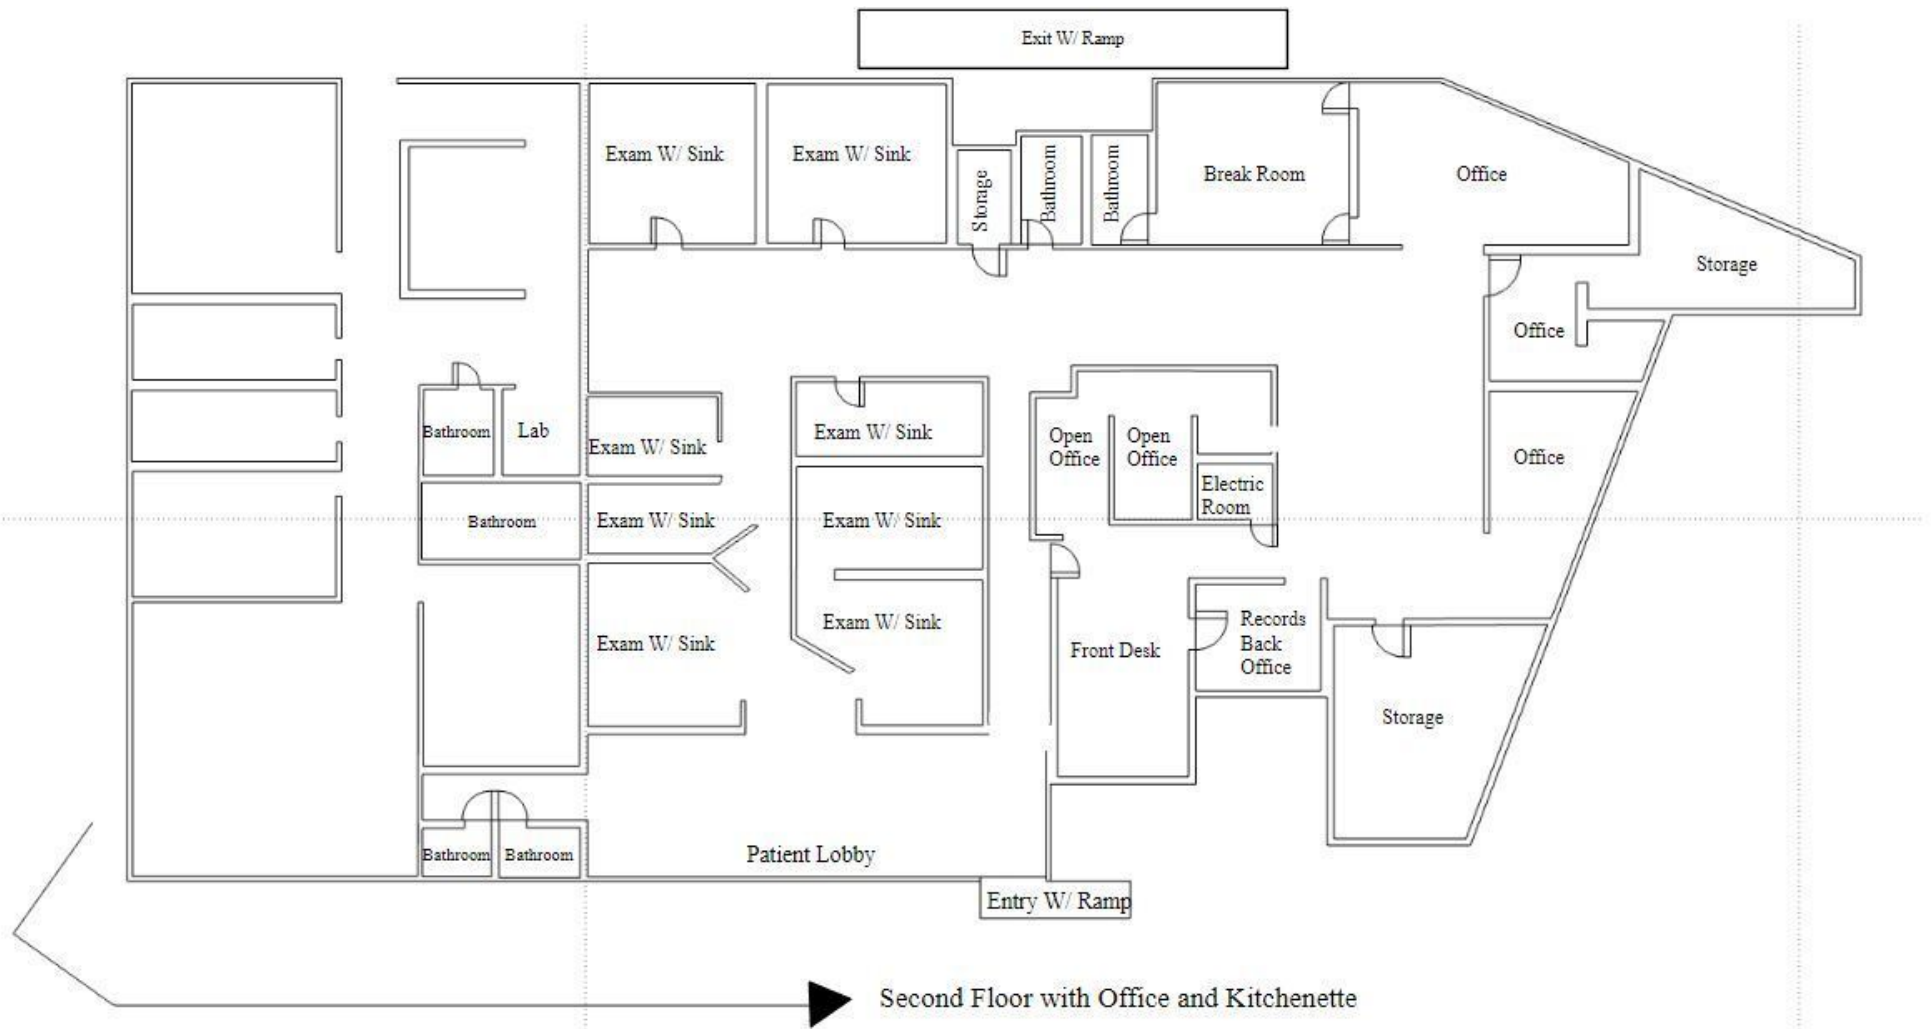 Exit W/ Ramp
Exam W/ Sink
Exam W/ Sink
Storage
Bathroom
Bathroom
Break Room
Office
Storage
Office
Bathroom
Lab
Exam W/ Sink
Exam W/ Sink
Open
Office
Open
Office
Office
Electric
Room
Bathroom
Exam W/ Sink
Exam W/ Sink
Exam W/ Sink
Exam W/ Sink
Front Desk
Records
Back
Office
Storage
Bathroom
Bathroom
Patient Lobby
Entry W/ Ramp
Second Floor with Office and Kitchenette